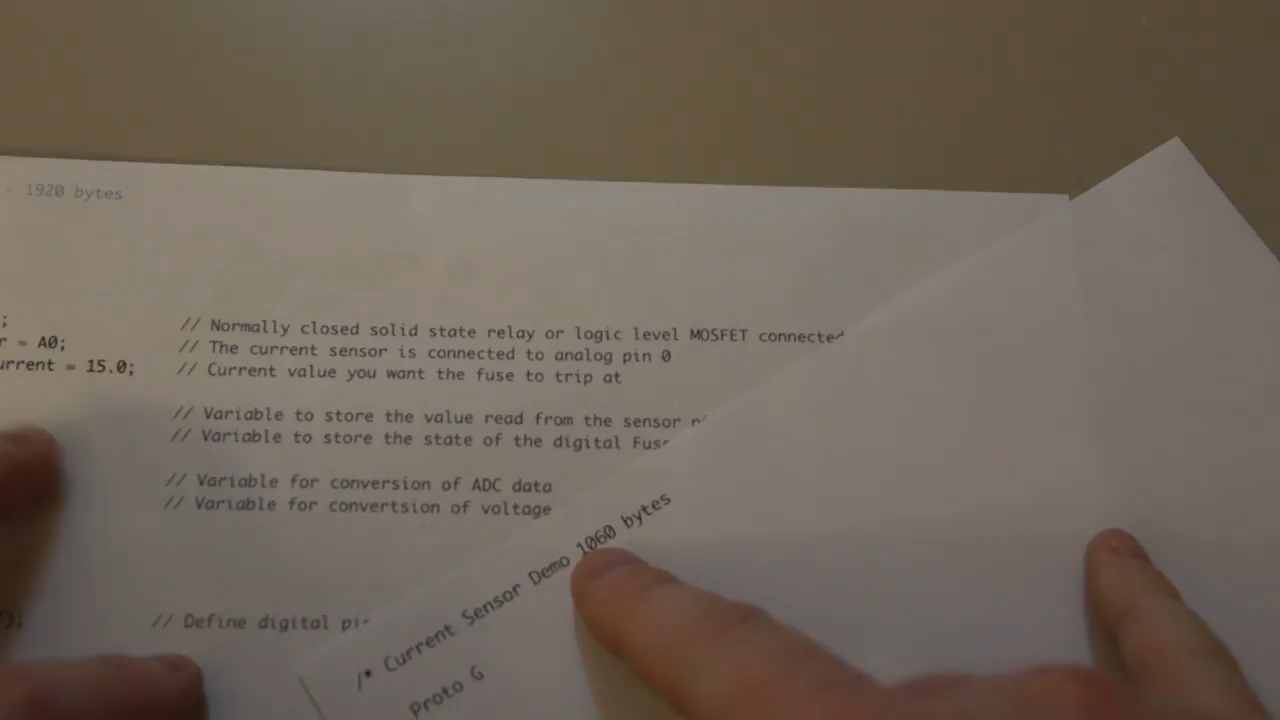 - 1920 bytes
;
= A0; // Normally closed solid state relay or logic level MOSFET connected
// The current sensor is connected to analog pin 0
urrent = 15.0; // Current value you want the fuse to trip at
// Variable to store the value read from the sensor
// Variable to store the state of the digital Fuse
// Variable for conversion of ADC data
// Variable for convertsion of voltage
); // Define digital
/* Current Sensor Demo 1060 bytes
Proto G